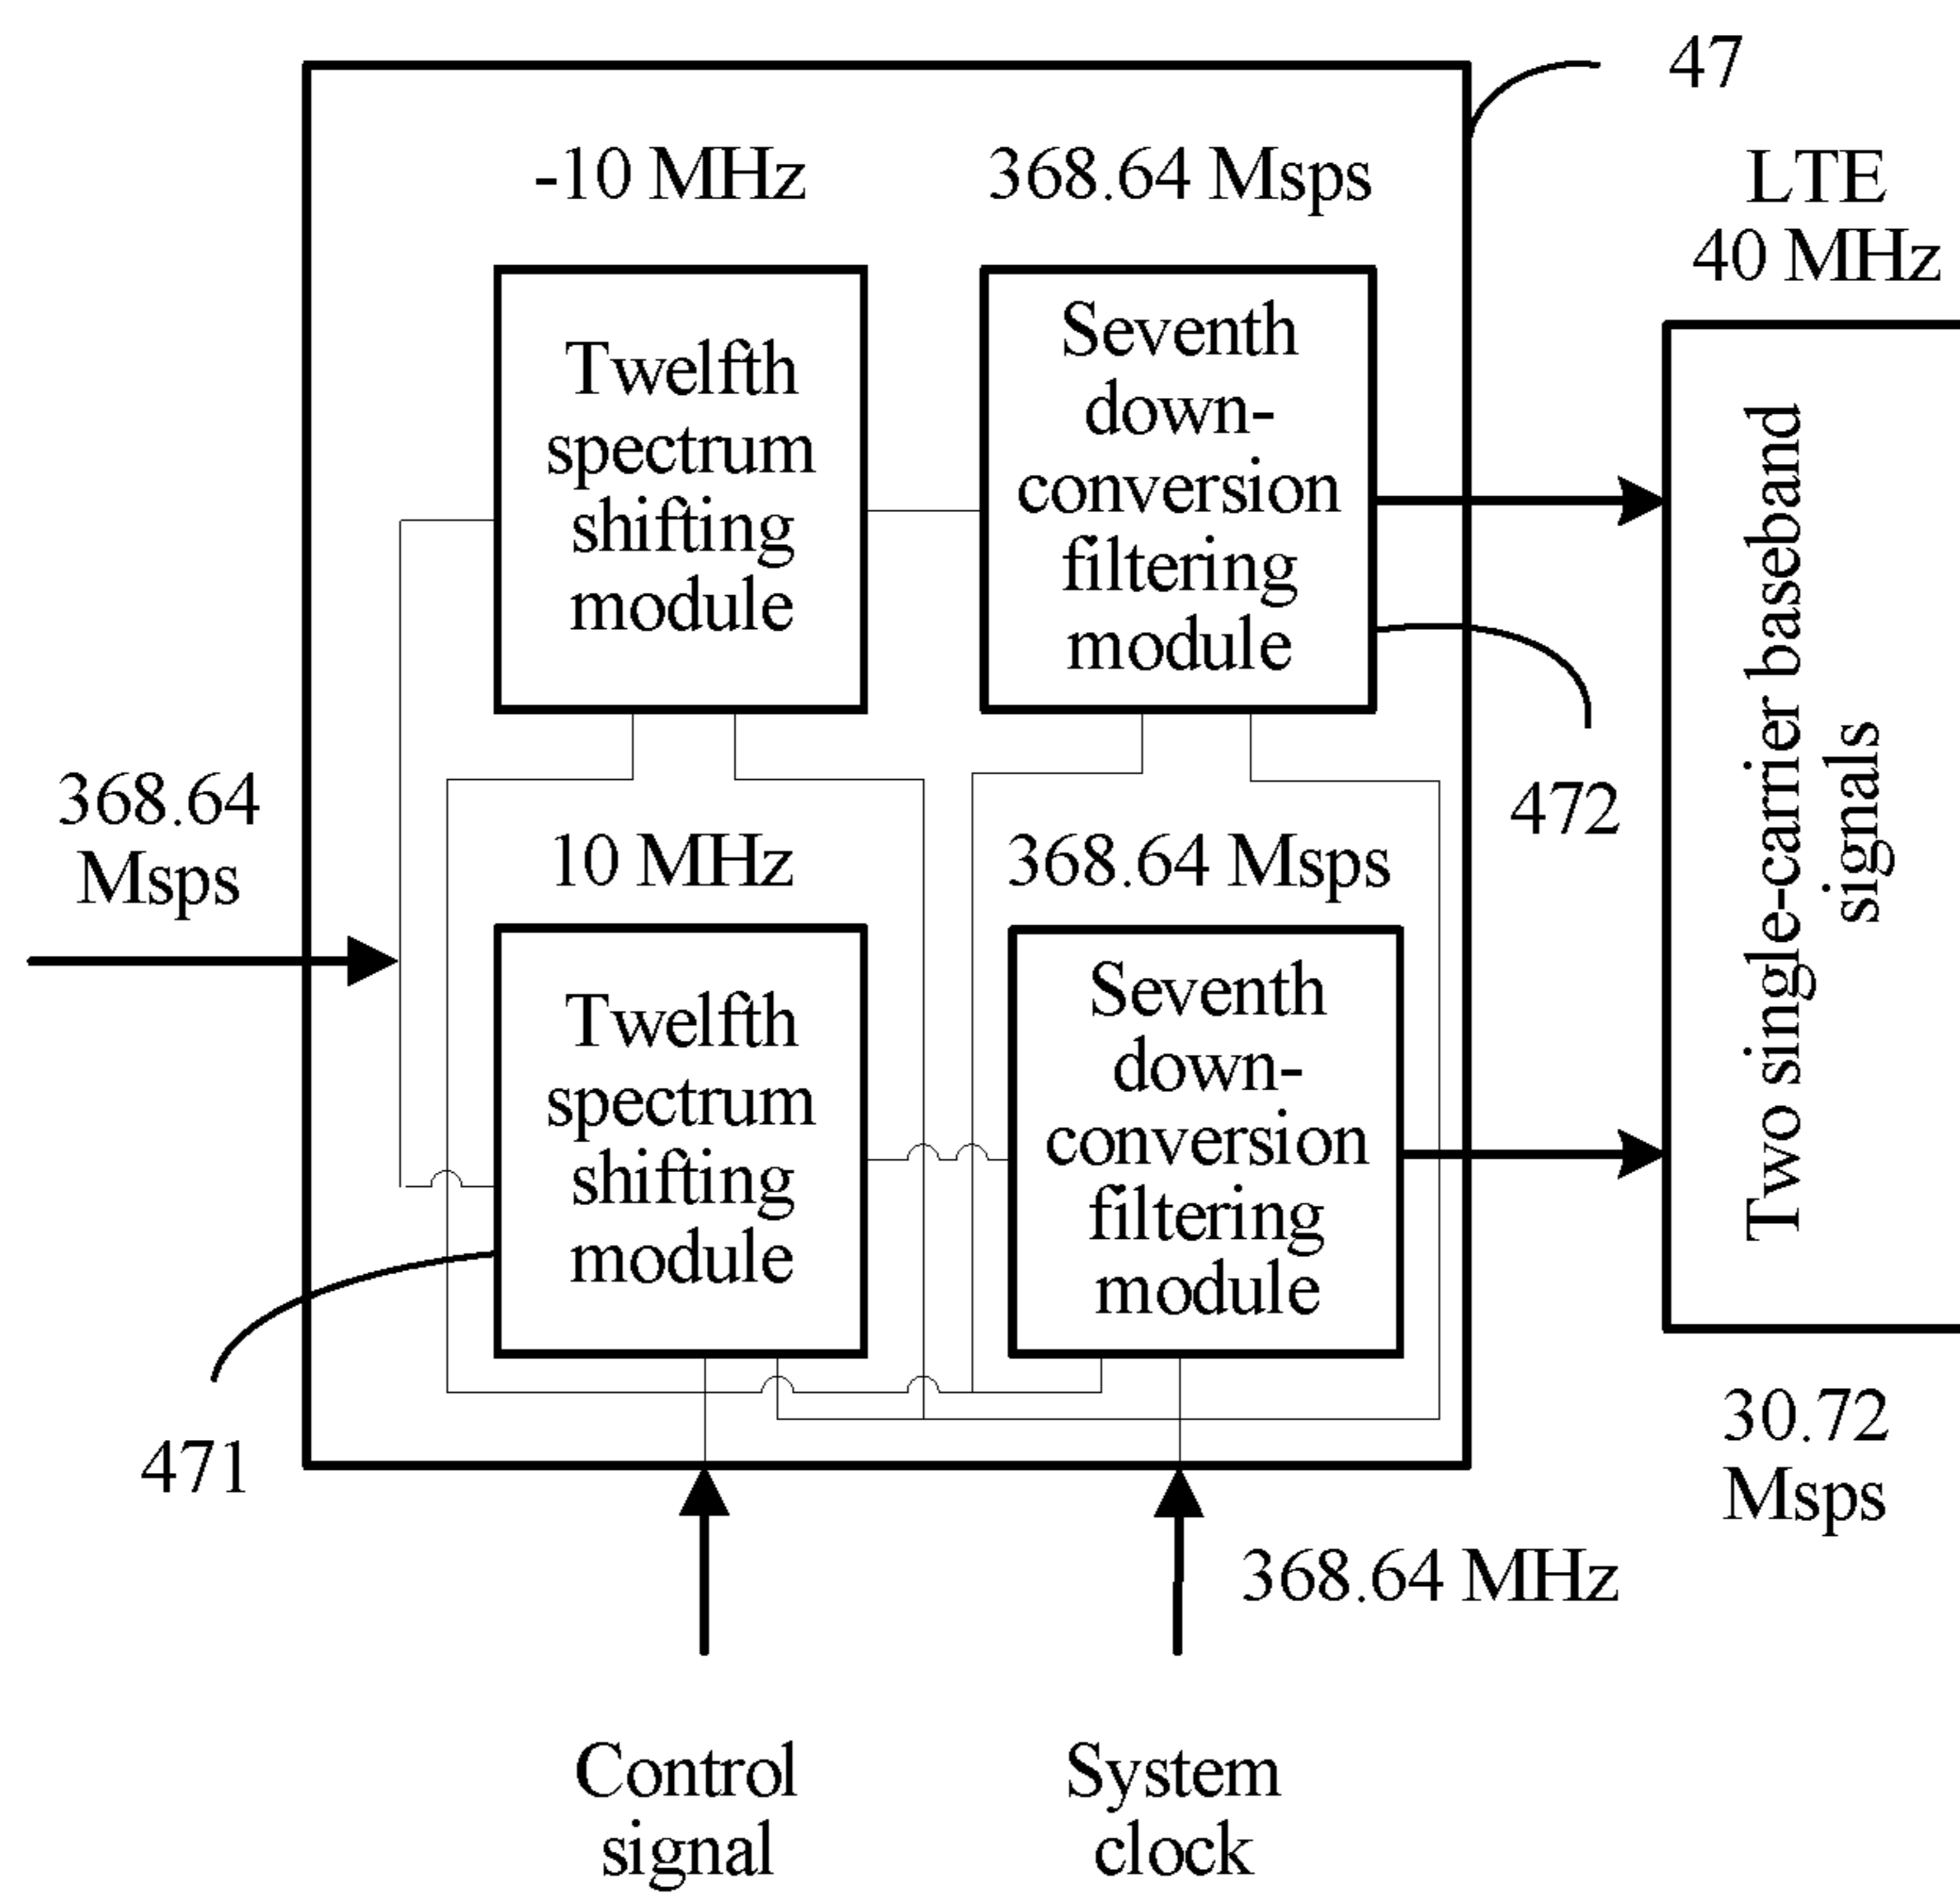 47
-10 MHz
368.64 Msps
LTE
40 MHz
Twelfth
spectrum
shifting
module
Seventh
down-
conversion
filtering
module
Two single-carrier baseband
signals
472
368.64
Msps
10 MHz
368.64 Msps
Twelfth
spectrum
shifting
module
Seventh
down-
conversion
filtering
module
471
30.72
Msps
368.64 MHz
Control
signal
System
clock